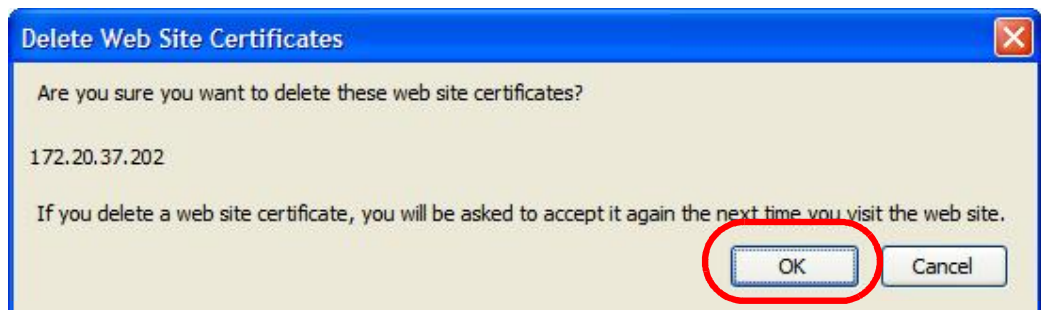 Delete Web Site Certificates
Are you sure you want to delete these web site certificates?
172.20.37.202
If you delete a web site certificate, you will be asked to accept it again the next time you visit the web site.
OK Cancel